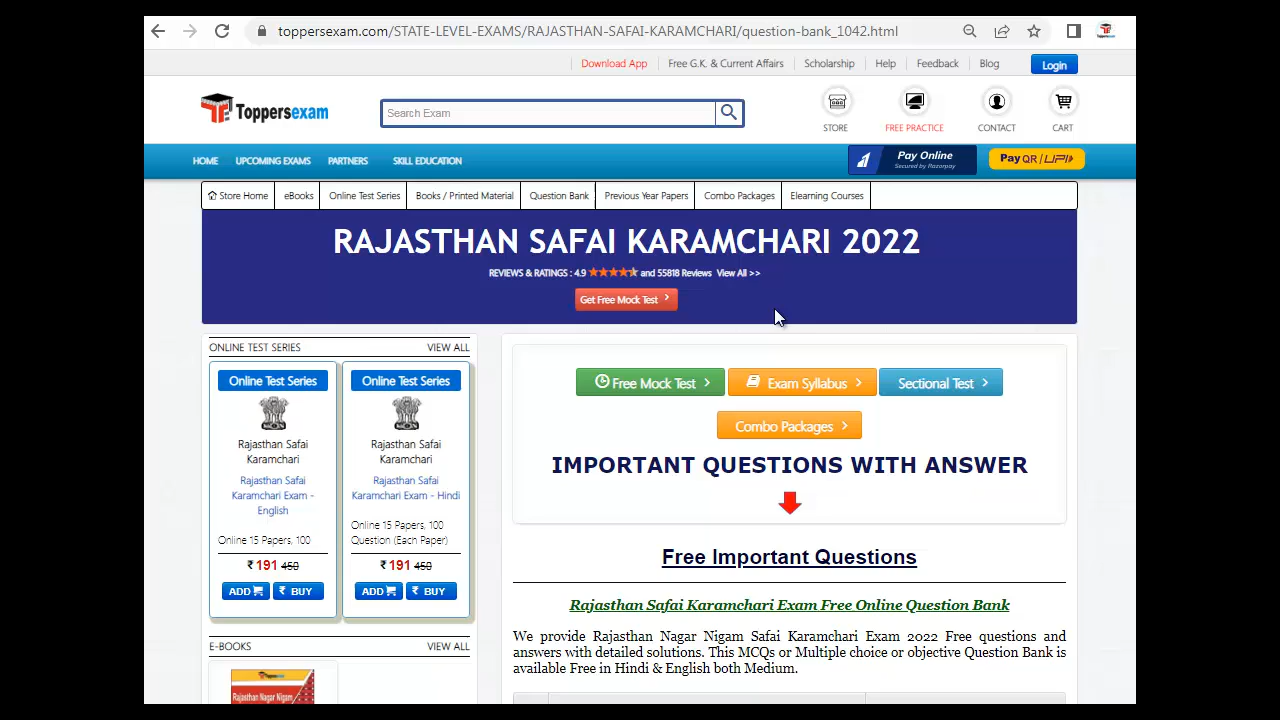 toppersexam.com/STATE-LEVEL-EXAMS/RAJASTHAN-SAFAI-KARAMCHARI/question-bank_1042.html
Download App
Free G.K. & Current Affairs
Scholarship
Help
Feedback
Blog
Login
Toppersexam
Search Exam
STORE
FREE PRACTICE
CONTACT
CART
HOME
UPCOMING EXAMS
PARTNERS
SKILL EDUCATION
Pay Online
Secured by Razorpay
Pay QR / UPI
Store Home
eBooks
Online Test Series
Books / Printed Material
Question Bank
Previous Year Papers
Combo Packages
Elearning Courses
RAJASTHAN SAFAI KARAMCHARI 2022
REVIEWS & RATINGS : 4.9 and 55818 Reviews View All >>
Get Free Mock Test
ONLINE TEST SERIES
VIEW ALL
Online Test Series
Rajasthan Safai
Karamchari
Rajasthan Safai
Karamchari Exam -
English
Online 15 Papers, 100
₹ 191 450
ADD
₹ BUY
Online Test Series
Rajasthan Safai
Karamchari
Rajasthan Safai
Karamchari Exam - Hindi
Online 15 Papers, 100
Question (Each Paper)
₹ 191 450
ADD
₹ BUY
E-BOOKS
VIEW ALL
Toppersexam
Rajasthan Nagar Nigam
Free Mock Test
Exam Syllabus
Sectional Test
Combo Packages
IMPORTANT QUESTIONS WITH ANSWER
Free Important Questions
Rajasthan Safai Karamchari Exam Free Online Question Bank
We provide Rajasthan Nagar Nigam Safai Karamchari Exam 2022 Free questions and
answers with detailed solutions. This MCQs or Multiple choice or objective Question Bank is
available Free in Hindi & English both Medium.